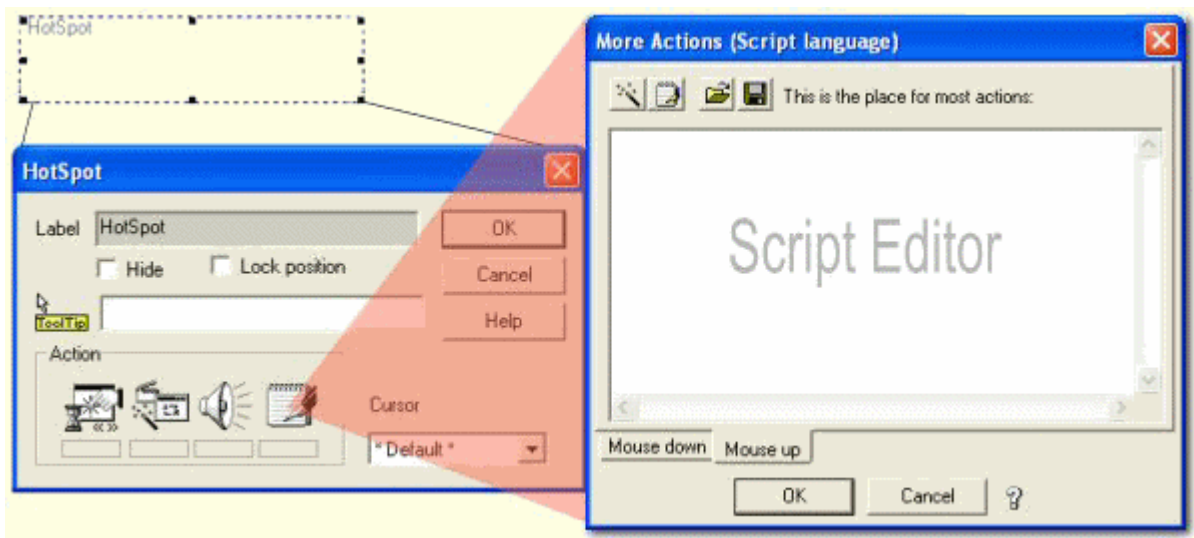 HotSpot
HotSpot
Label
HotSpot
OK
Hide
Lock position
Cancel
ToolTip
Help
Action
Cursor
* Default *
More Actions (Script language)
This is the place for most actions:
Script Editor
Mouse down
Mouse up
OK
Cancel